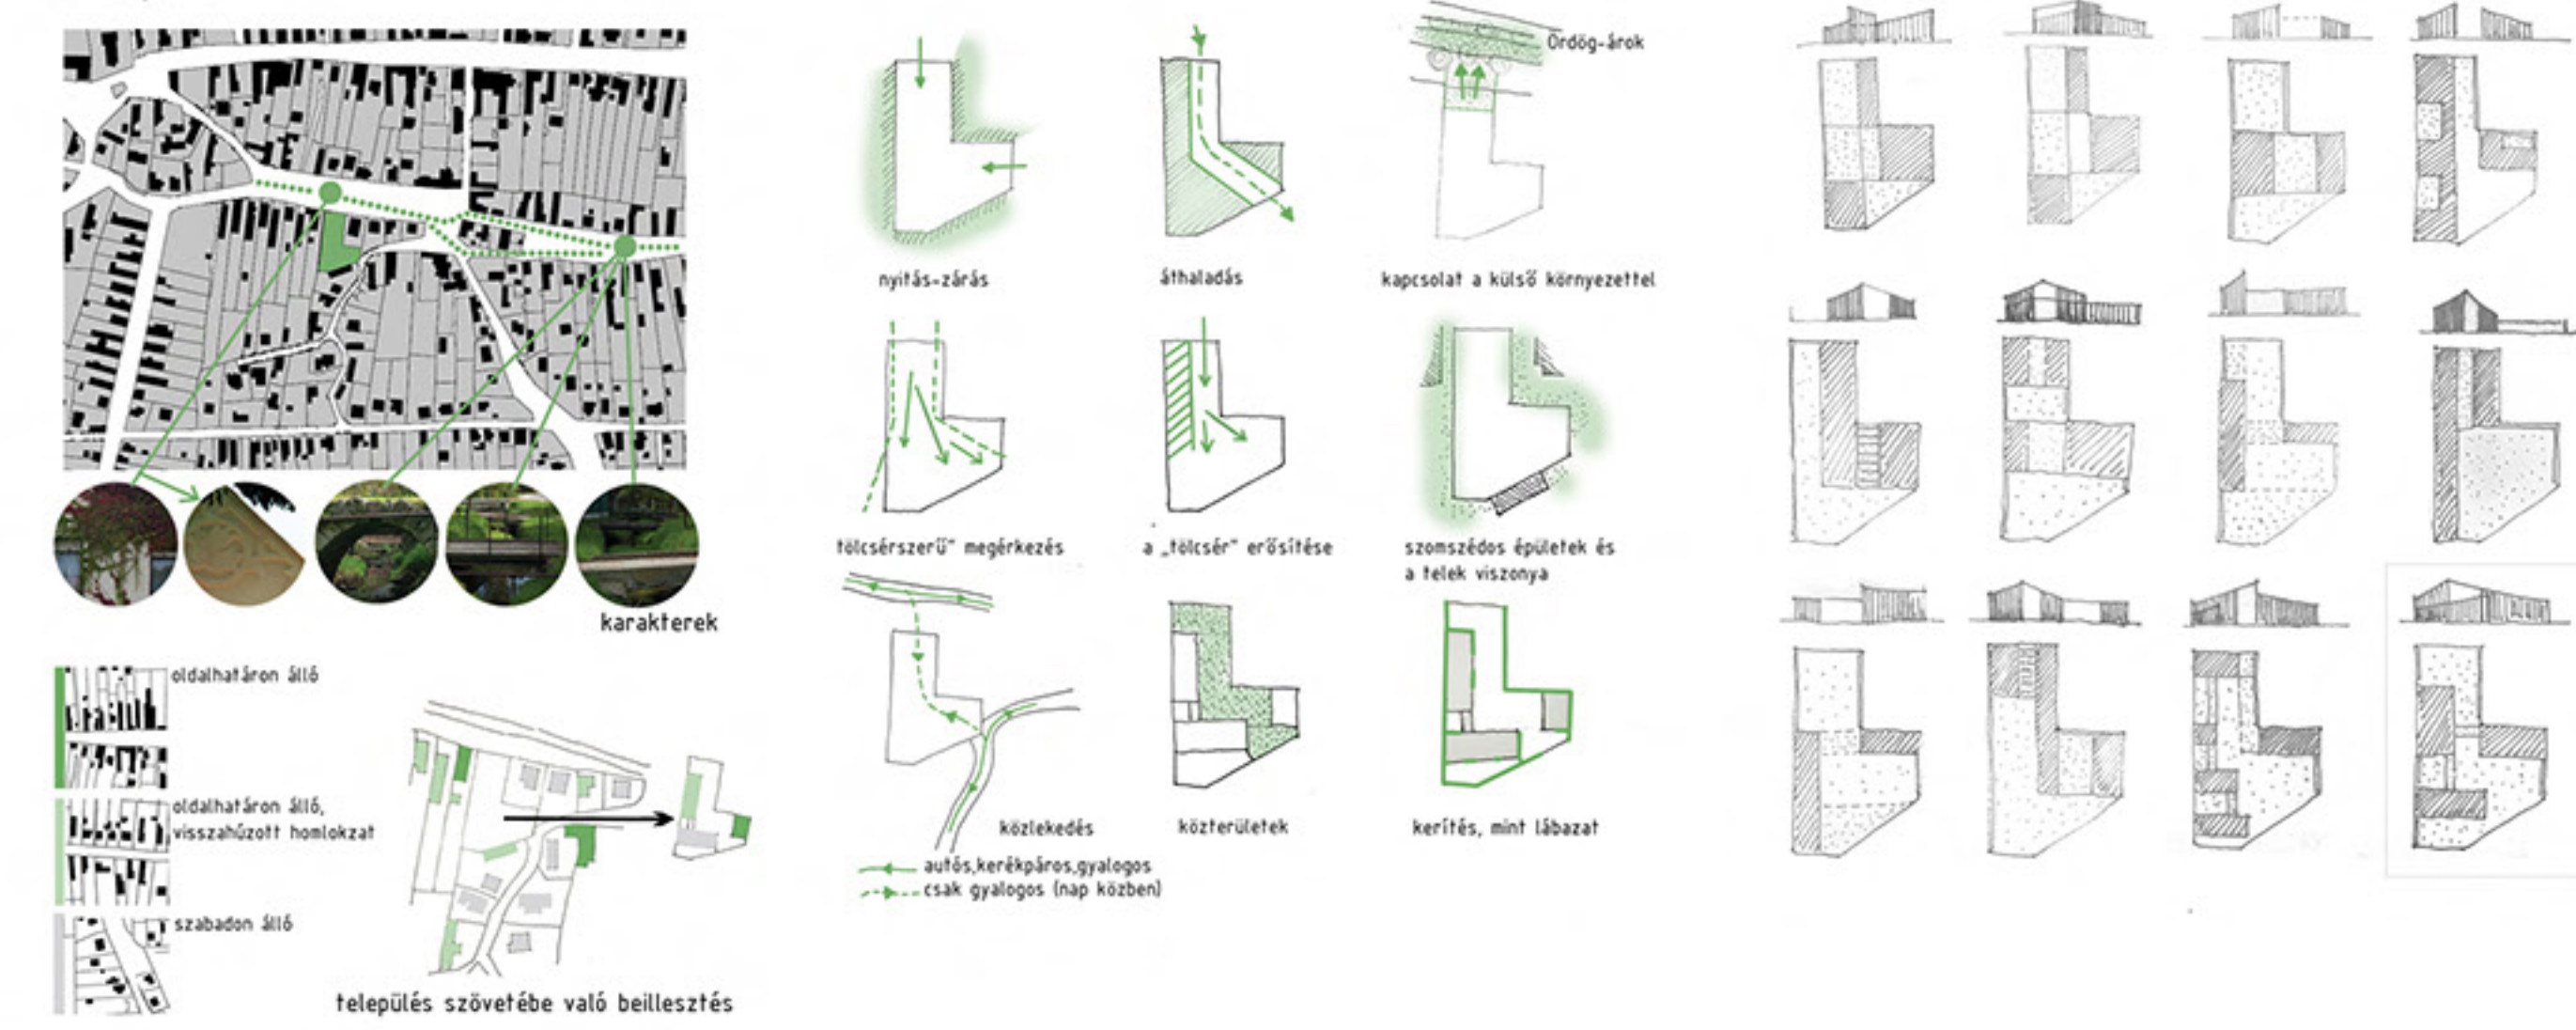 karakterek
oldalhatáron álló
oldalhatáron álló,
visszahúzott homlokzat
szabadon álló
település szövetébe való beillesztés
nyitás-zárás
áthaladás
Ördög-árok
kapcsolat a külső környezettel
tölcsérszerű” megérkezés
a „tölcsér” erősítése
szomszédos épületek és
a telek viszonya
közlekedés
autós,kerékpáros,gyalogos
csak gyalogos (nap közben)
közterületek
kerítés, mint lábazat